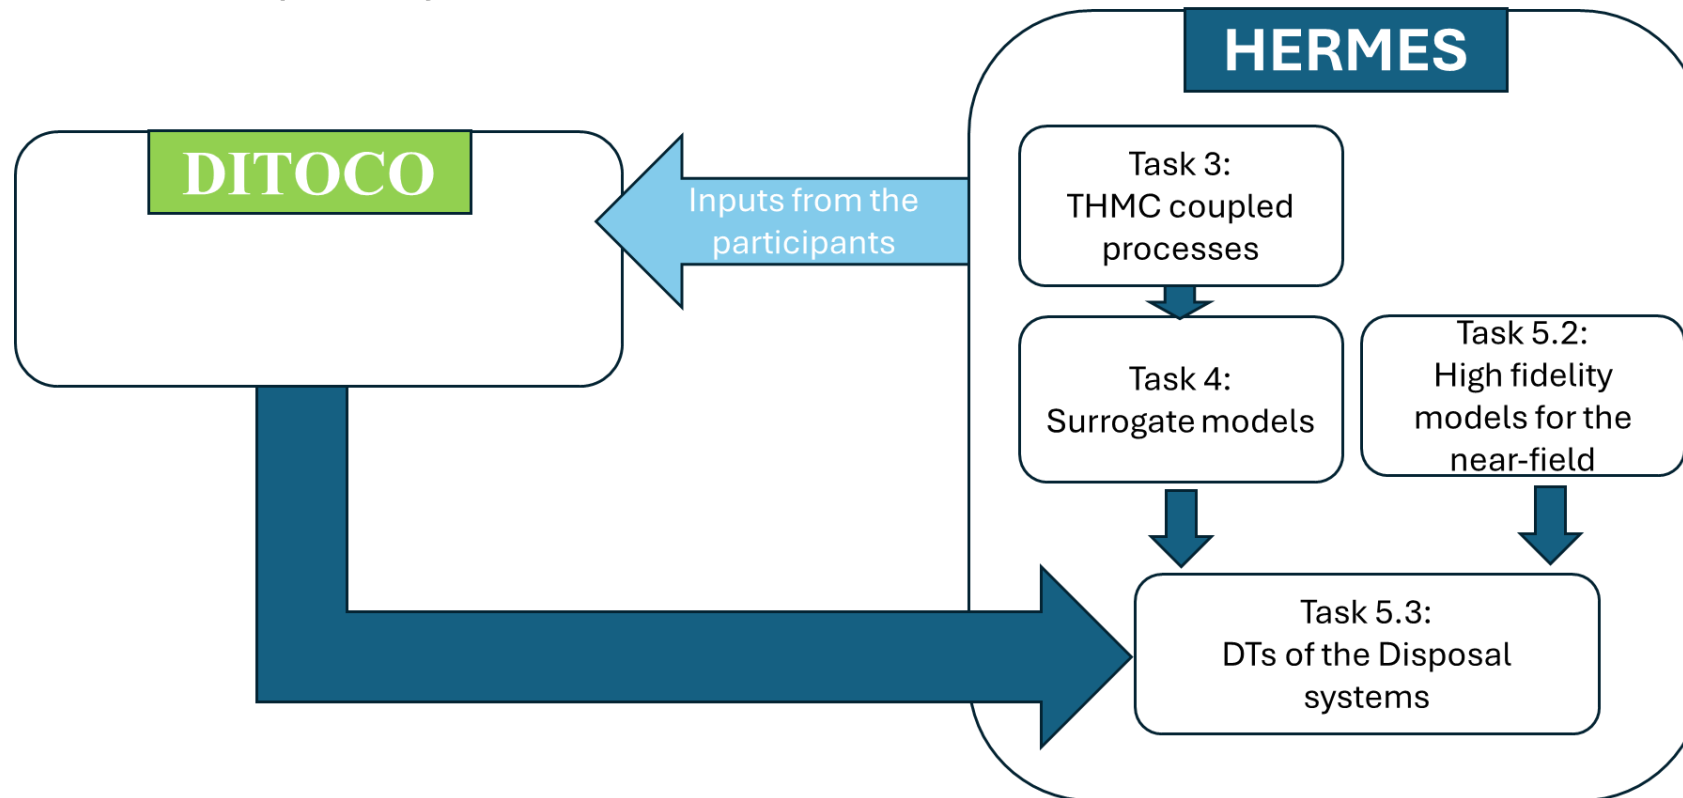 HERMES
DITOCO
Inputs from the
participants
Task 3:
THMC coupled
processes
Task 4:
Surrogate models
Task 5.2:
High fidelity
models for the
near-field
Task 5.3:
DTs of the Disposal
systems